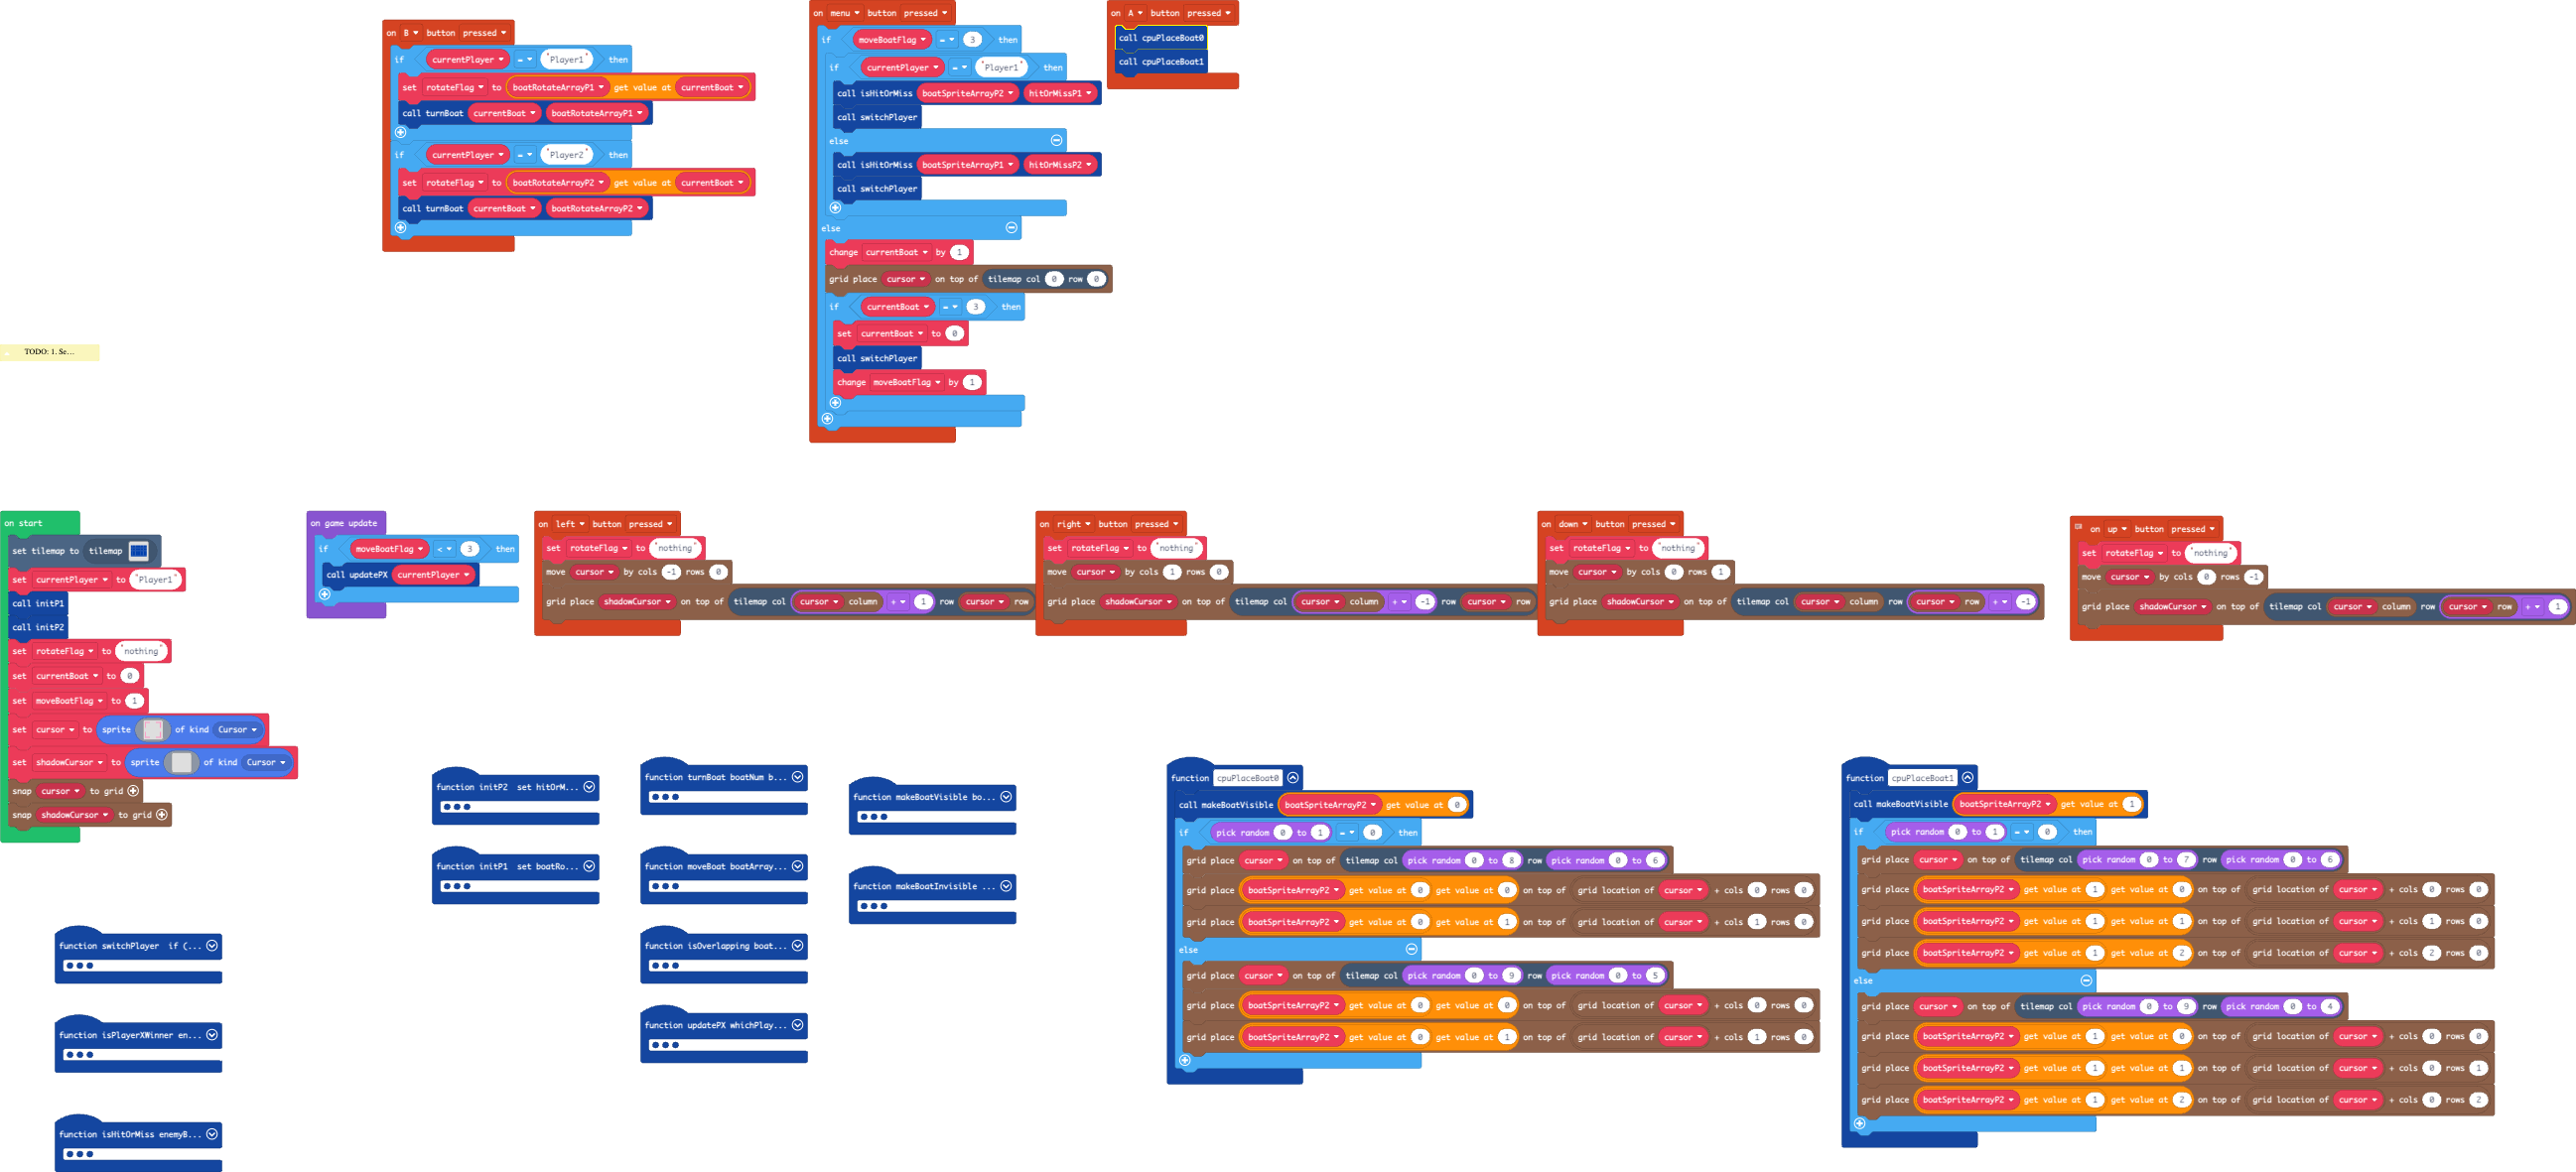 on B button pressed
if currentPlayer = "Player1" then
set rotateFlag to boatRotateArrayP1 get value at currentBoat
call turnBoat currentBoat boatRotateArrayP1
if currentPlayer = "Player2" then
set rotateFlag to boatRotateArrayP2 get value at currentBoat
call turnBoat currentBoat boatRotateArrayP2
on menu button pressed
if moveBoatFlag = 3 then
if currentPlayer = "Player1" then
call isHitOrMiss boatSpriteArrayP2 hitOrMissP1
call switchPlayer
else
call isHitOrMiss boatSpriteArrayP1 hitOrMissP2
call switchPlayer
else
change currentBoat by 1
grid place cursor on top of tilemap col 0 row 0
if currentBoat = 3 then
set currentBoat to 0
call switchPlayer
change moveBoatFlag by 1
on A button pressed
call cpuPlaceBoat0
call cpuPlaceBoat1
TODO: 1. Se...
on start
set tilemap to tilemap
set currentPlayer to "Player1"
call initP1
call initP2
set rotateFlag to "nothing"
set currentBoat to 0
set moveBoatFlag to 1
set cursor to sprite of kind Cursor
set shadowCursor to sprite of kind Cursor
snap cursor to grid
snap shadowCursor to grid
on game update
if moveBoatFlag < 3 then
call updatePX currentPlayer
on left button pressed
set rotateFlag to "nothing"
move cursor by cols -1 rows 0
grid place shadowCursor on top of tilemap col cursor column + 1 row cursor row
on right button pressed
set rotateFlag to "nothing"
move cursor by cols 1 rows 0
grid place shadowCursor on top of tilemap col cursor column + -1 row cursor row
on down button pressed
set rotateFlag to "nothing"
move cursor by cols 0 rows 1
grid place shadowCursor on top of tilemap col cursor column row cursor row + -1
on up button pressed
set rotateFlag to "nothing"
move cursor by cols 0 rows -1
grid place shadowCursor on top of tilemap col cursor column row cursor row + 1
function initP2 set hitOrM...
function initP1 set boatRo...
function turnBoat boatNum b...
function moveBoat boatArray...
function isOverlapping boat...
function updatePX whichPlay...
function makeBoatVisible bo...
function makeBoatInvisible ...
function switchPlayer if (...
function isPlayerXWinner en...
function isHitOrMiss enemyB...
function cpuPlaceBoat0
call makeBoatVisible boatSpriteArrayP2 get value at 0
if pick random 0 to 1 = 0 then
grid place cursor on top of tilemap col pick random 0 to 8 row pick random 0 to 6
grid place boatSpriteArrayP2 get value at 0 get value at 0 on top of grid location of cursor + cols 0 rows 0
grid place boatSpriteArrayP2 get value at 0 get value at 1 on top of grid location of cursor + cols 1 rows 0
else
grid place cursor on top of tilemap col pick random 0 to 9 row pick random 0 to 5
grid place boatSpriteArrayP2 get value at 0 get value at 0 on top of grid location of cursor + cols 0 rows 0
grid place boatSpriteArrayP2 get value at 0 get value at 1 on top of grid location of cursor + cols 1 rows 0
function cpuPlaceBoat1
call makeBoatVisible boatSpriteArrayP2 get value at 1
if pick random 0 to 1 = 0 then
grid place cursor on top of tilemap col pick random 0 to 7 row pick random 0 to 6
grid place boatSpriteArrayP2 get value at 1 get value at 0 on top of grid location of cursor + cols 0 rows 0
grid place boatSpriteArrayP2 get value at 1 get value at 1 on top of grid location of cursor + cols 1 rows 0
grid place boatSpriteArrayP2 get value at 1 get value at 2 on top of grid location of cursor + cols 2 rows 0
else
grid place cursor on top of tilemap col pick random 0 to 9 row pick random 0 to 4
grid place boatSpriteArrayP2 get value at 1 get value at 0 on top of grid location of cursor + cols 0 rows 0
grid place boatSpriteArrayP2 get value at 1 get value at 1 on top of grid location of cursor + cols 0 rows 1
grid place boatSpriteArrayP2 get value at 1 get value at 2 on top of grid location of cursor + cols 0 rows 2